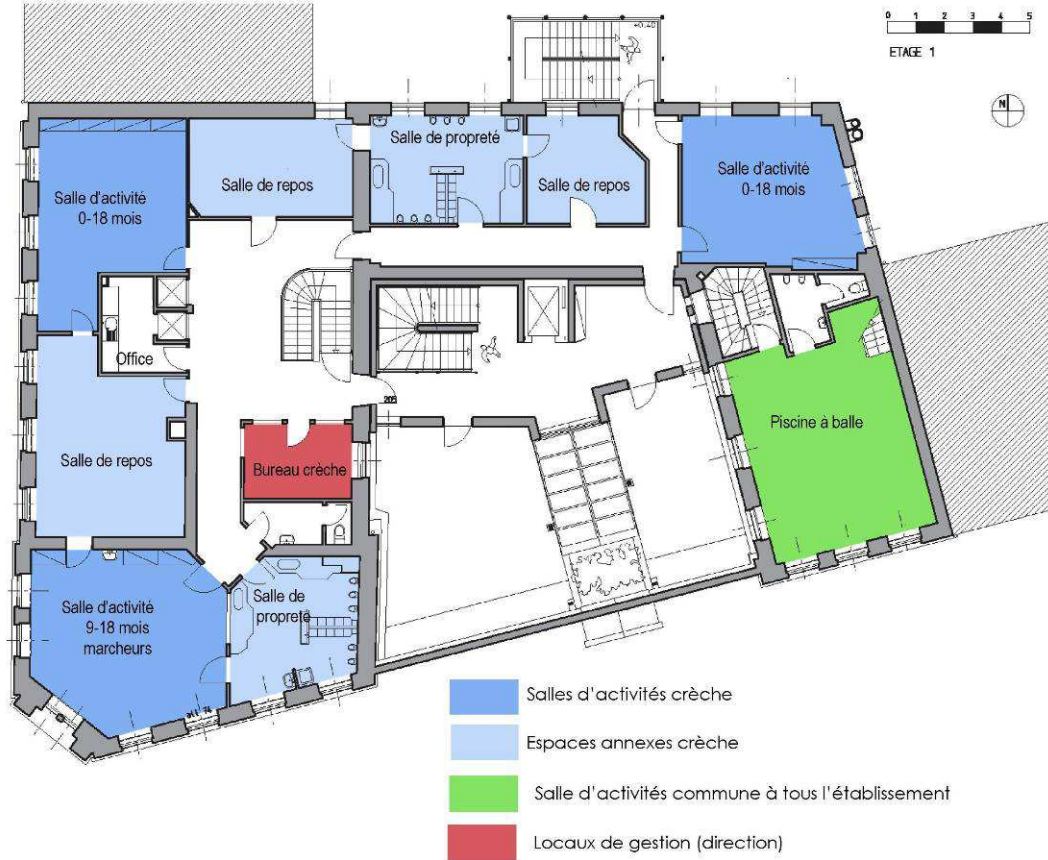 0 1 2 3 4 5
ETAGE 1
N
+0.40
Salle d'activité
0-18 mois
Salle de repos
Salle de propreté
Salle de repos
Salle d'activité
0-18 mois
Office
205
Piscine à balle
Salle de repos
Bureau crèche
Salle d'activité
9-18 mois
marcheurs
Salle de
propreté
Salles d'activités crèche
Espaces annexes crèche
Salle d'activités commune à tous l'établissement
Locaux de gestion (direction)